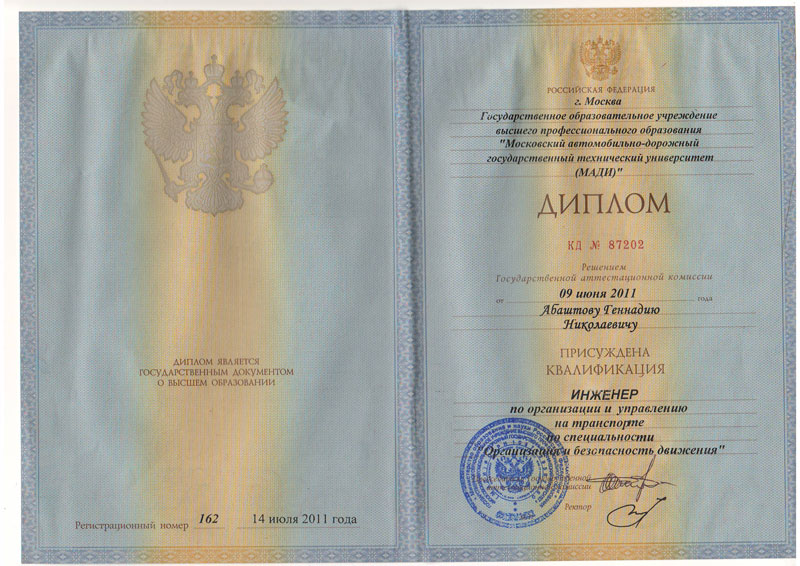 ДИПЛОМ ЯВЛЯЕТСЯ
ГОСУДАРСТВЕННЫМ ДОКУМЕНТОМ
О ВЫСШЕМ ОБРАЗОВАНИИ
Регистрационный номер 162 14 июля 2011 года
РОССИЙСКАЯ ФЕДЕРАЦИЯ
г. Москва
Государственное образовательное учреждение
высшего профессионального образования
"Московский автомобильно-дорожный
государственный технический университет
(МАДИ)"
ДИПЛОМ
КД № 87202
Решением
Государственной аттестационной комиссии
от 09 июня 2011 года
Абаштову Геннадию
Николаевичу
ПРИСУЖДЕНА
КВАЛИФИКАЦИЯ
ИНЖЕНЕР
по организации и управлению
на транспорте
по специальности
"Организация и безопасность движения"
комиссии
Ректор